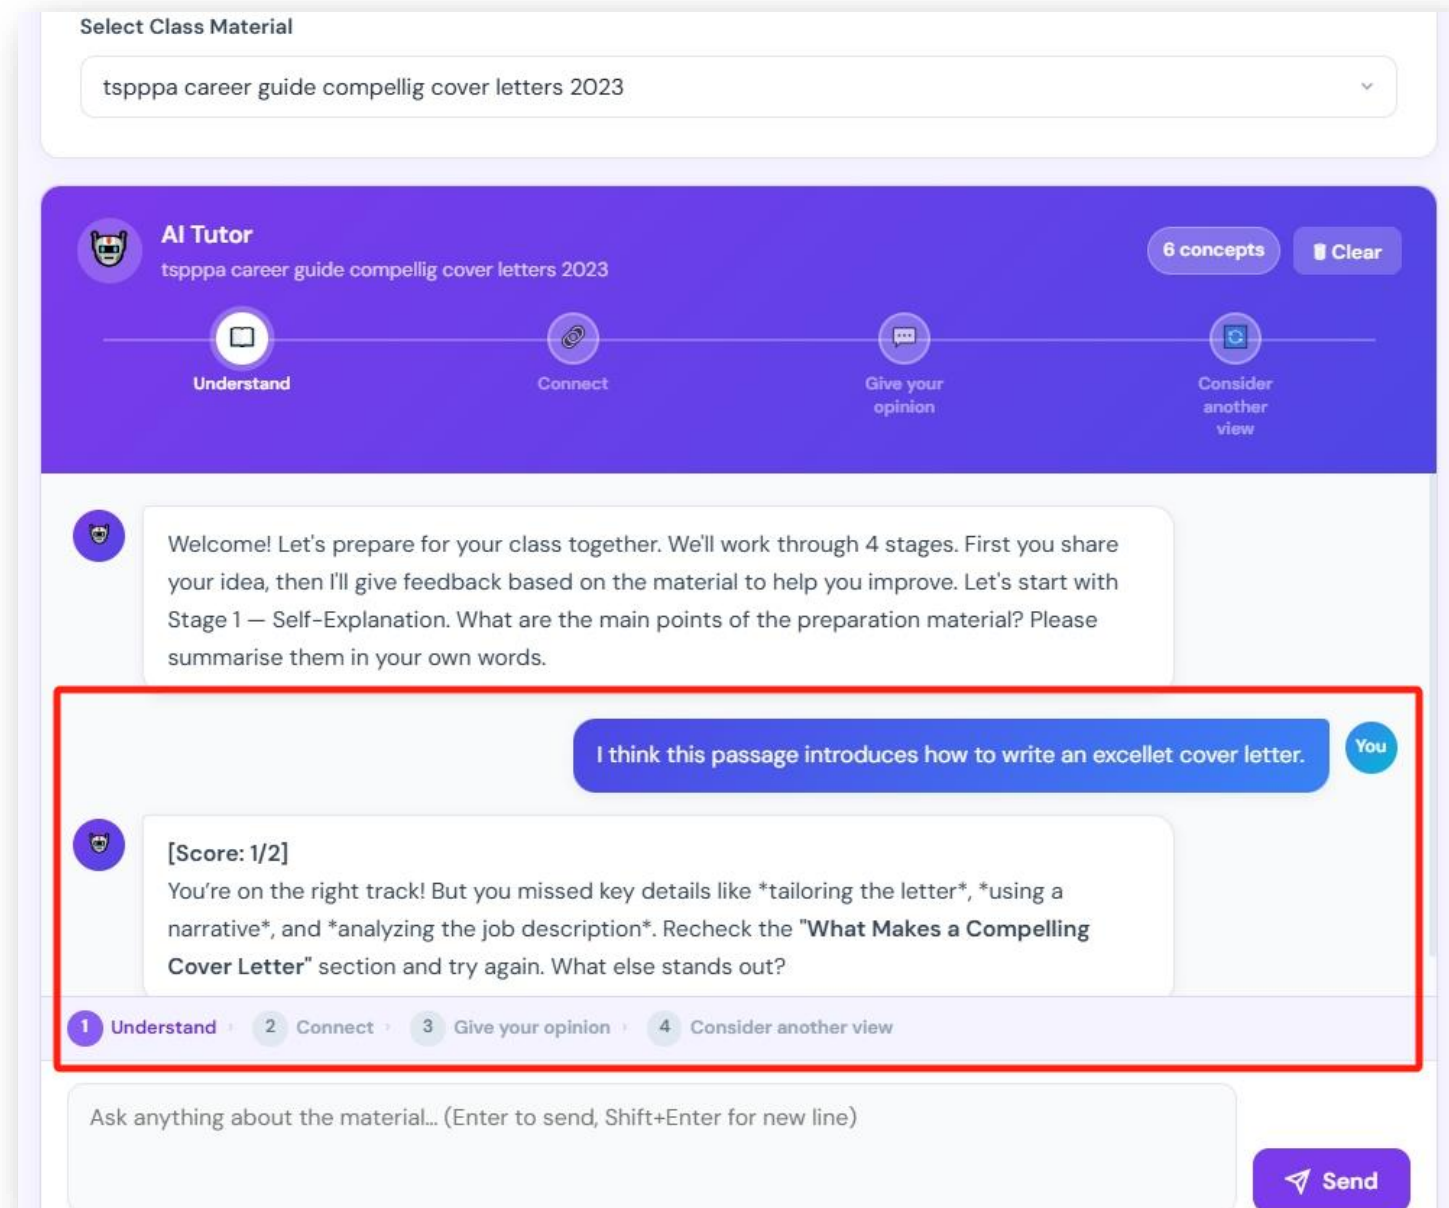 Select Class Material
tspppa career guide compellig cover letters 2023
AI Tutor
tspppa career guide compellig cover letters 2023
6 concepts
Clear
Understand
Connect
Give your
opinion
Consider
another
view
Welcome! Let's prepare for your class together. We'll work through 4 stages. First you share
your idea, then I'll give feedback based on the material to help you improve. Let's start with
Stage 1 — Self-Explanation. What are the main points of the preparation material? Please
summarise them in your own words.
I think this passage introduces how to write an excellet cover letter.
You
[Score: 1/2]
You're on the right track! But you missed key details like *tailoring the letter*, *using a
narrative*, and *analyzing the job description*. Recheck the "What Makes a Compelling
Cover Letter" section and try again. What else stands out?
1 Understand › 2 Connect › 3 Give your opinion › 4 Consider another view
Ask anything about the material... (Enter to send, Shift+Enter for new line)
Send